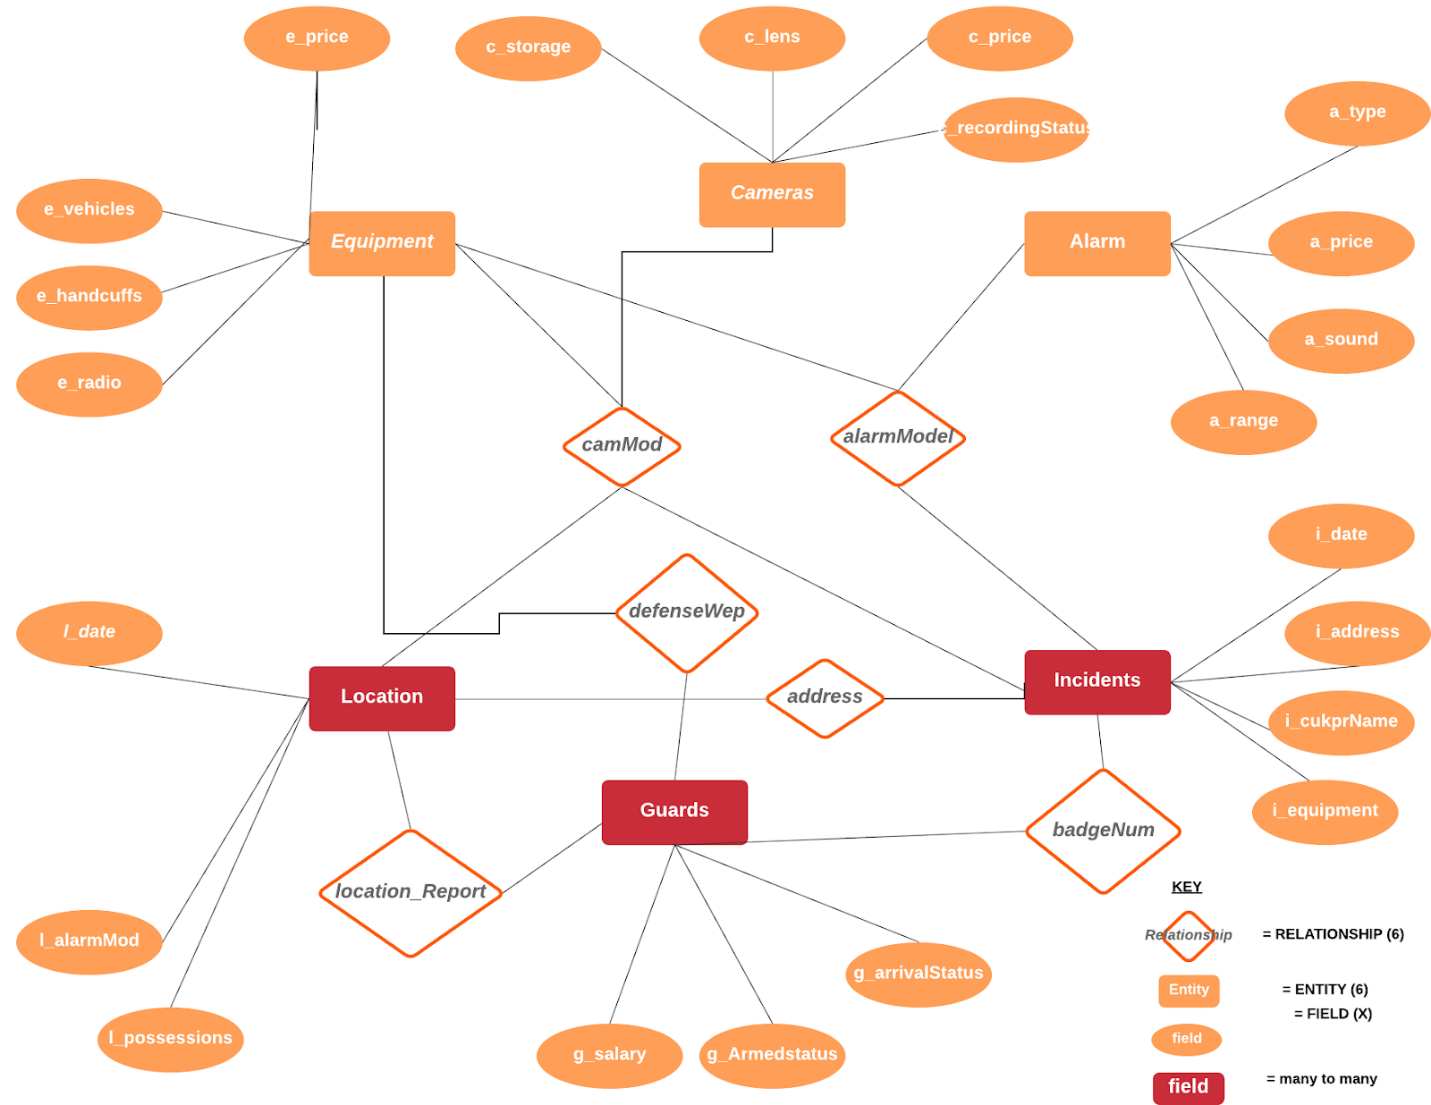 e_price
c_storage
c_lens
c_price
_recordingStatus
a_type
Cameras
e_vehicles
Equipment
Alarm
a_price
e_handcuffs
a_sound
e_radio
a_range
camMod
alarmModel
i_date
l_date
defenseWep
i_address
Location
address
Incidents
i_cukprName
Guards
badgeNum
i_equipment
location_Report
KEY
Relationship
= RELATIONSHIP (6)
l_alarmMod
g_arrivalStatus
Entity
= ENTITY (6)
= FIELD (X)
l_possessions
field
g_salary
g_Armedstatus
field
= many to many